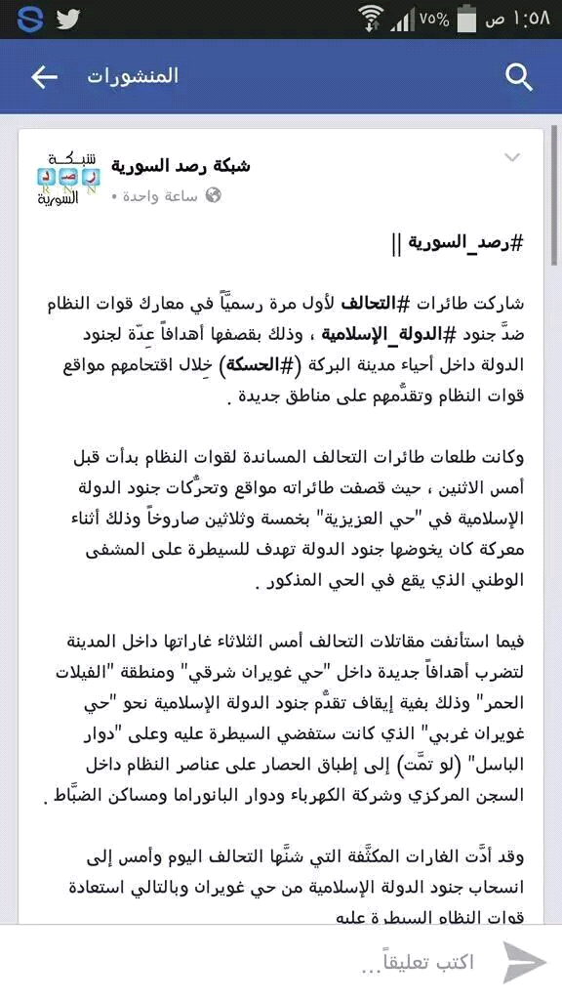 ١:٥٨ ص ٧٥%
المنشورات
شبكة رصد السورية
شبكة
رصد
RNN
السورية
ساعة واحدة •
#رصد_السورية ||
شاركت طائرات #التحالف لأول مرة رسميَّاً في معارك قوات النظام
ضدَّ جنود #الدولة_الإسلامية ، وذلك بقصفها أهدافاً عِدّة لجنود
الدولة داخل أحياء مدينة البركة (#الحسكة) خِلال اقتحامهم مواقع
قوات النظام وتقدُّمهم على مناطق جديدة .
وكانت طلعات طائرات التحالف المساندة لقوات النظام بدأت قبل
أمس الاثنين ، حيث قصفت طائراته مواقع وتحرُّكات جنود الدولة
الإسلامية في "حي العزيزية" بخمسة وثلاثين صاروخاً وذلك أثناء
معركة كان يخوضها جنود الدولة تهدف للسيطرة على المشفى
الوطني الذي يقع في الحي المذكور .
فيما استأنفت مقاتلات التحالف أمس الثلاثاء غاراتها داخل المدينة
لتضرب أهدافاً جديدة داخل "حي غويران شرقي" ومنطقة "الفيلات
الحمر" وذلك بغية إيقاف تقدُّم جنود الدولة الإسلامية نحو "حي
غويران غربي" الذي كانت ستفضي السيطرة عليه وعلى "دوار
الباسل" (لو تمَّت) إلى إطباق الحصار على عناصر النظام داخل
السجن المركزي وشركة الكهرباء ودوار البانوراما ومساكن الضبَّاط .
وقد أدَّت الغارات المكثَّفة التي شنَّها التحالف اليوم وأمس إلى
انسحاب جنود الدولة الإسلامية من حي غويران وبالتالي استعادة
قوات النظام السيطرة عليه
اكتب تعليقاً...